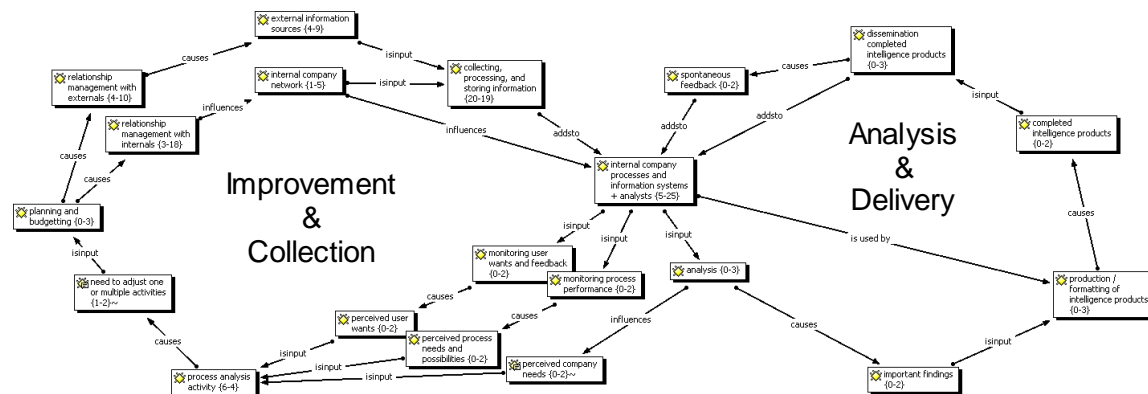 external information
sources {4-9}
isinput
causes
relationship
management with
externals {4-10}
internal company
network {1-5}
isinput
collecting,
processing, and
storing information
{20-19}
influences
relationship
management with
internals {3-18}
causes
causes
planning and
budgetting {0-3}
isinput
need to adjust one
or multiple activities
{1-2}~
causes
process analysis
activity {6-4}
Improvement
&
Collection
influences
addsto
internal company
processes and
information systems
+ analysts {5-25}
isinput
isinput
isinput
monitoring user
wants and feedback
{0-2}
monitoring process
performance {0-2}
analysis {0-3}
causes
causes
influences
perceived user
wants {0-2}
perceived process
needs and
possibilities {0-2}
perceived company
needs {0-2}~
isinput
isinput
isinput
dissemination
completed
intelligence products
{0-3}
causes
spontaneous
feedback {0-2}
addsto
addsto
isinput
completed
intelligence products
{0-2}
Analysis
&
Delivery
causes
is used by
production /
formatting of
intelligence products
{0-3}
causes
isinput
important findings
{0-2}